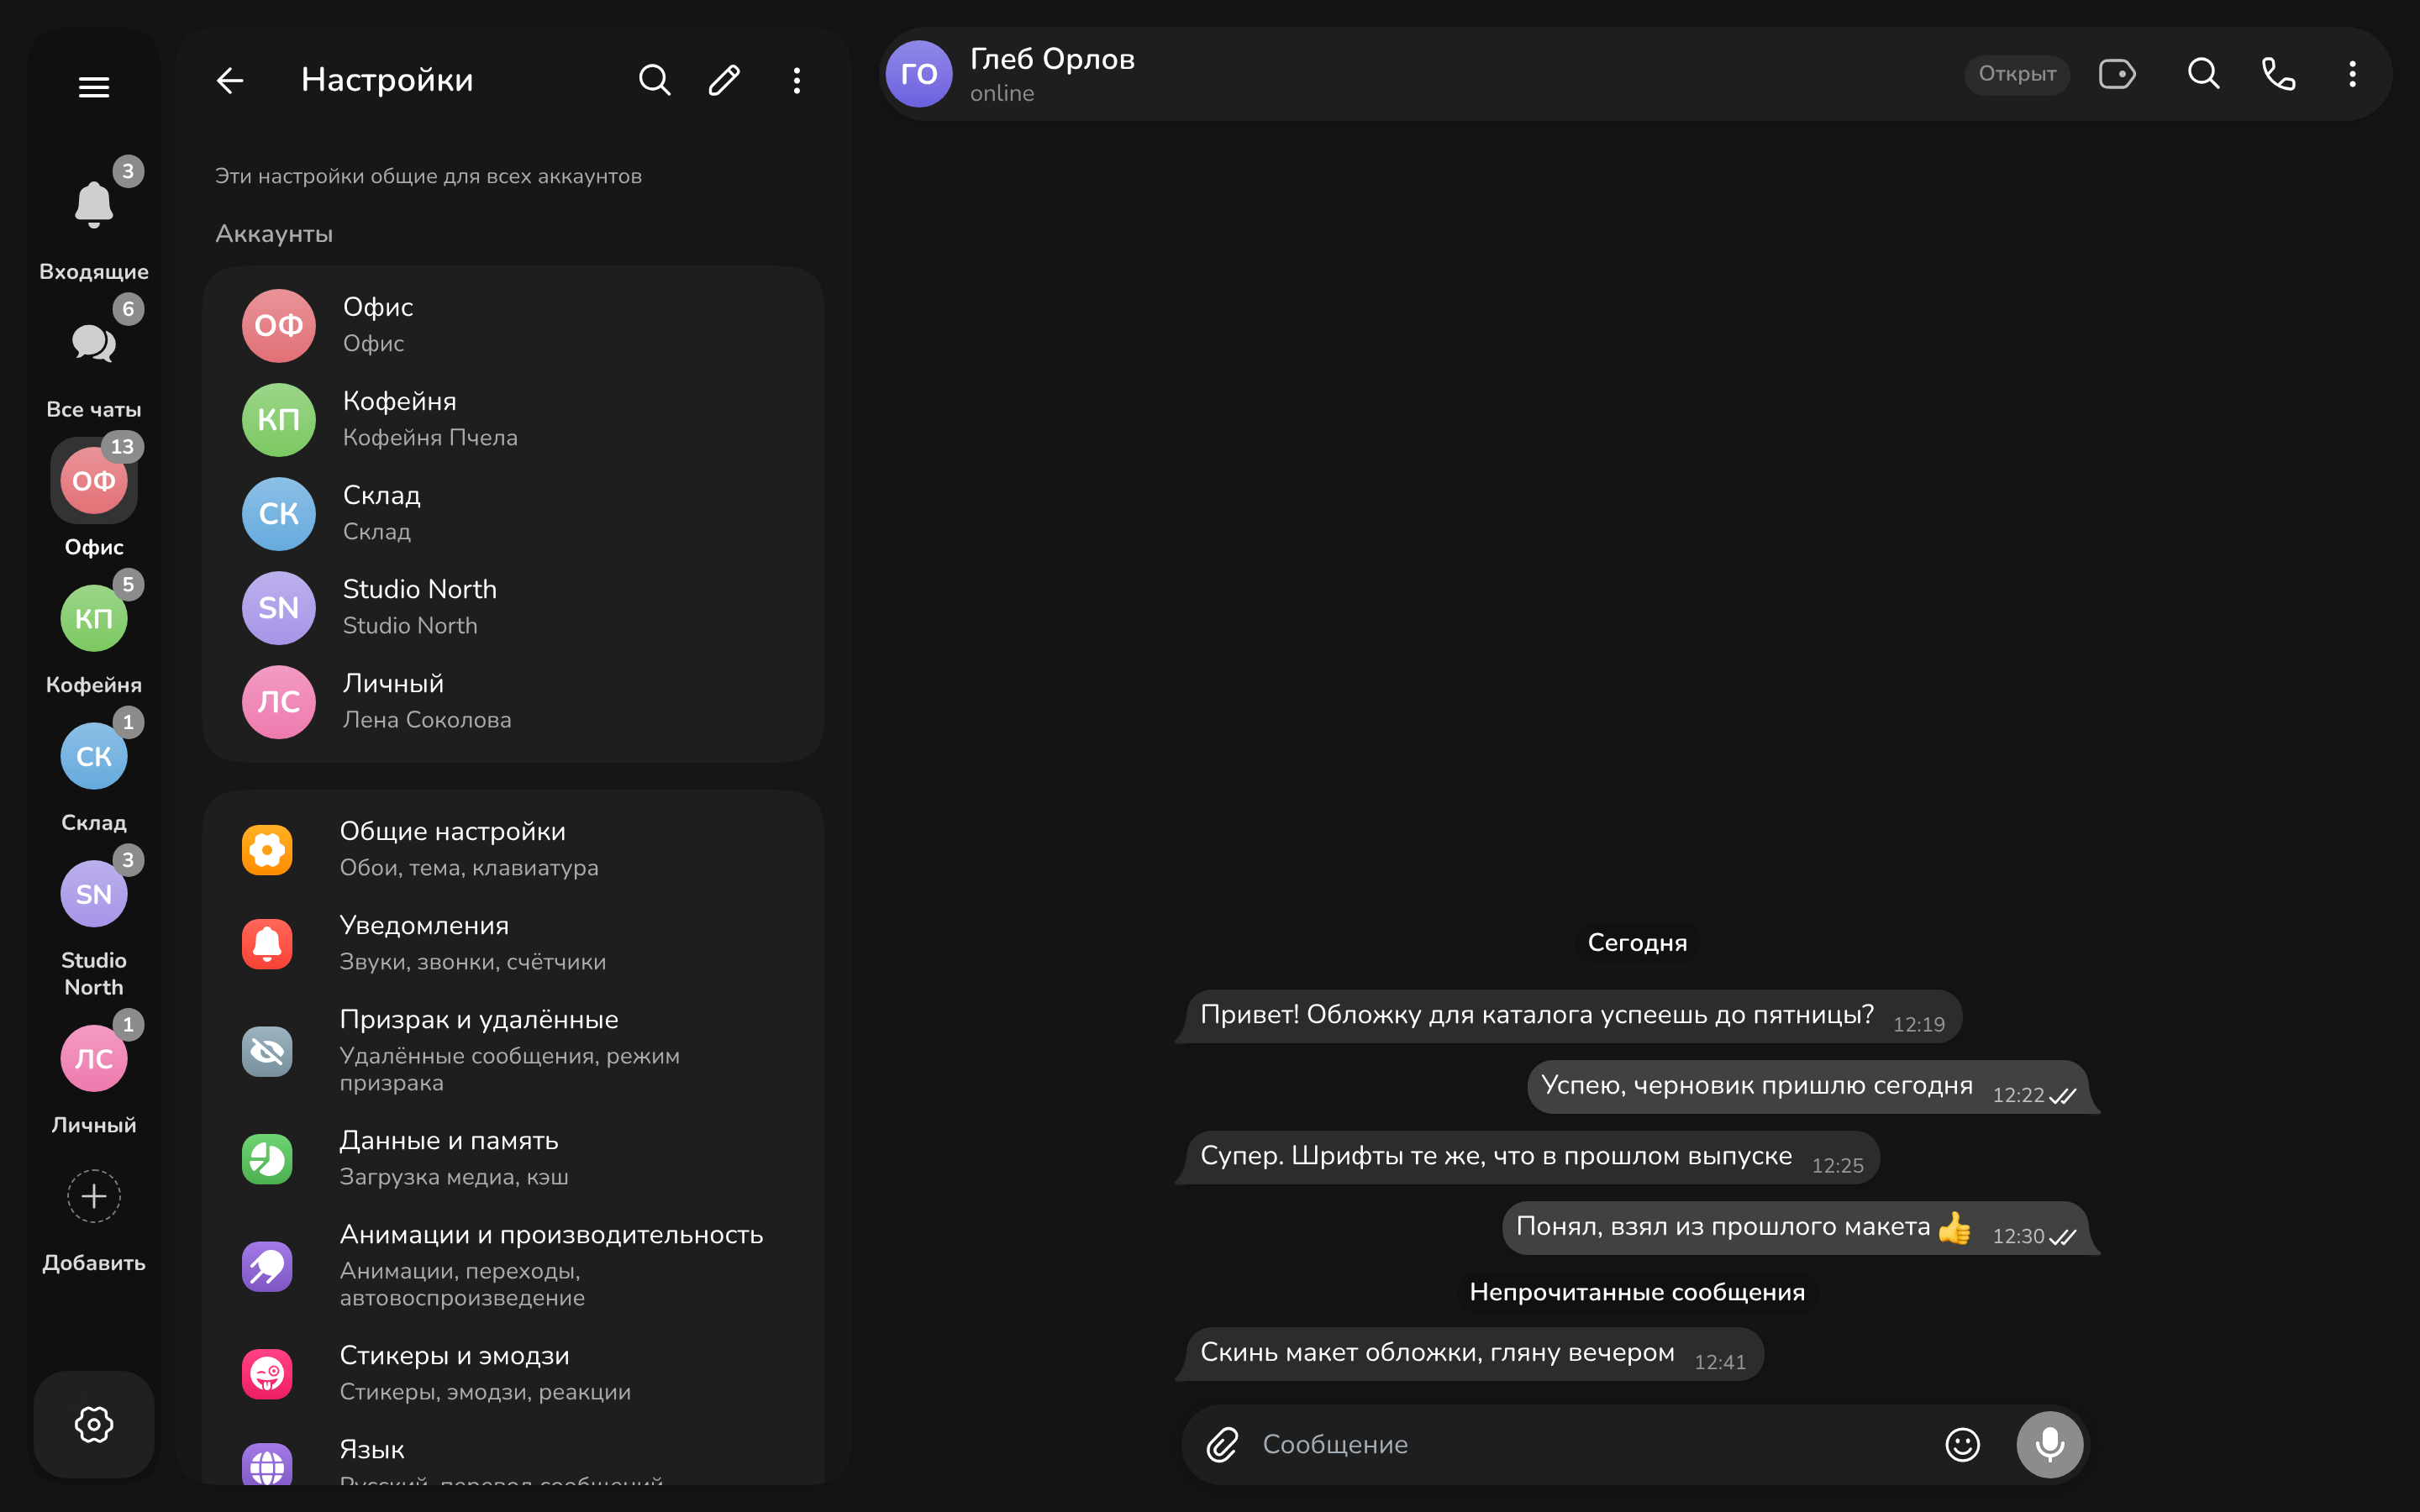 3
Входящие
6
Все чаты
13
ОФ
Офис
5
КП
Кофейня
1
СК
Склад
3
SN
Studio
North
1
ЛС
Личный
Добавить
Настройки
Эти настройки общие для всех аккаунтов
Аккаунты
ОФ
Офис
Офис
КП
Кофейня
Кофейня Пчела
СК
Склад
Склад
SN
Studio North
Studio North
ЛС
Личный
Лена Соколова
Общие настройки
Обои, тема, клавиатура
Уведомления
Звуки, звонки, счётчики
Призрак и удалённые
Удалённые сообщения, режим
призрака
Данные и память
Загрузка медиа, кэш
Анимации и производительность
Анимации, переходы,
автовоспроизведение
Стикеры и эмодзи
Стикеры, эмодзи, реакции
Язык
Русский, перевод сообщений
ГО
Глеб Орлов
online
Открыт
Сегодня
Привет! Обложку для каталога успеешь до пятницы? 12:19
Успею, черновик пришлю сегодня 12:22
Супер. Шрифты те же, что в прошлом выпуске 12:25
Понял, взял из прошлого макета 👍 12:30
Непрочитанные сообщения
Скинь макет обложки, гляну вечером 12:41
Сообщение